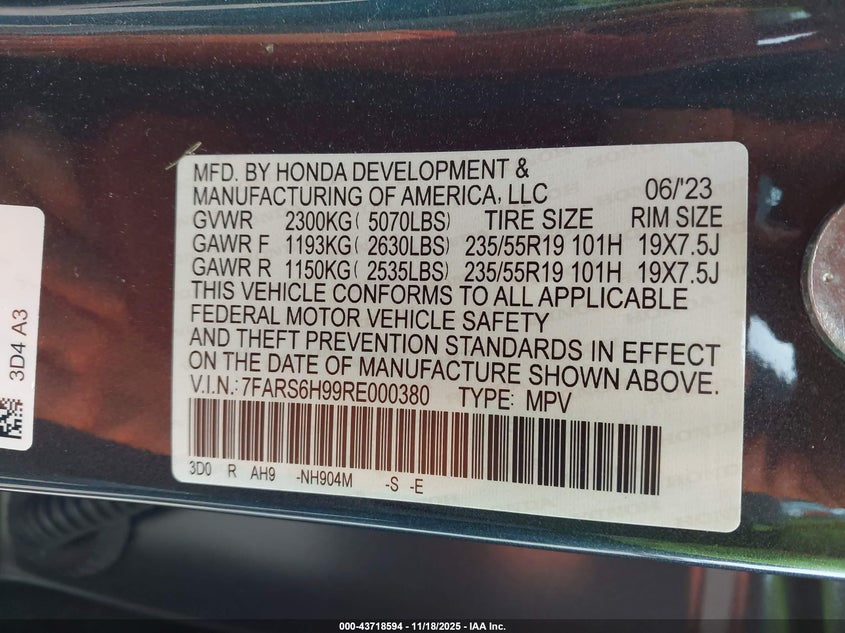 MFD. BY HONDA DEVELOPMENT &
MANUFACTURING OF AMERICA, LLC 06/'23
GVWR 2300KG( 5070LBS) TIRE SIZE RIM SIZE
GAWR F 1193KG( 2630LBS) 235/55R19 101H 19X7.5J
GAWR R 1150KG( 2535LBS) 235/55R19 101H 19X7.5J
THIS VEHICLE CONFORMS TO ALL APPLICABLE
FEDERAL MOTOR VEHICLE SAFETY
AND THEFT PREVENTION STANDARDS IN EFFECT
ON THE DATE OF MANUFACTURE SHOWN ABOVE.
V.I.N.: 7FARS6H99RE000380 TYPE: MPV
3D0 R AH9 -NH904M -S -E
3D4 A3
000-43718594 - 11/18/2025 - IAA Inc.